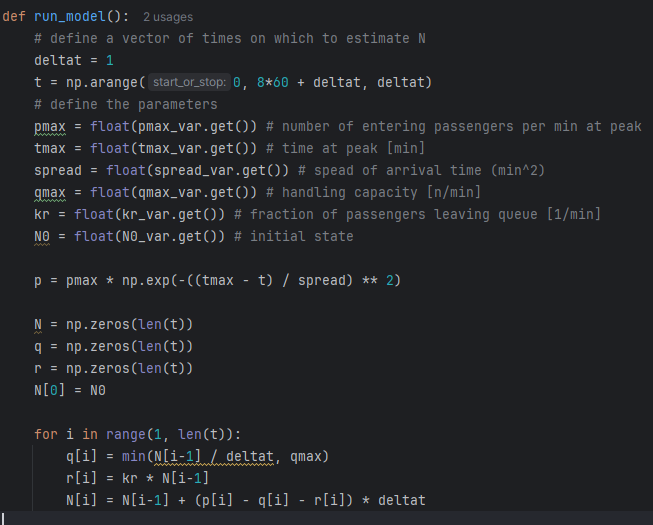 def run_model():  2 usages
    # define a vector of times on which to estimate N
    deltat = 1
    t = np.arange( start_or_stop: 0, 8*60 + deltat, deltat)
    # define the parameters
    pmax = float(pmax_var.get()) # number of entering passengers per min at peak
    tmax = float(tmax_var.get()) # time at peak [min]
    spread = float(spread_var.get()) # spead of arrival time (min^2)
    qmax = float(qmax_var.get()) # handling capacity [n/min]
    kr = float(kr_var.get()) # fraction of passengers leaving queue [1/min]
    N0 = float(N0_var.get()) # initial state

    p = pmax * np.exp(-((tmax - t) / spread) ** 2)

    N = np.zeros(len(t))
    q = np.zeros(len(t))
    r = np.zeros(len(t))
    N[0] = N0

    for i in range(1, len(t)):
        q[i] = min(N[i-1] / deltat, qmax)
        r[i] = kr * N[i-1]
        N[i] = N[i-1] + (p[i] - q[i] - r[i]) * deltat